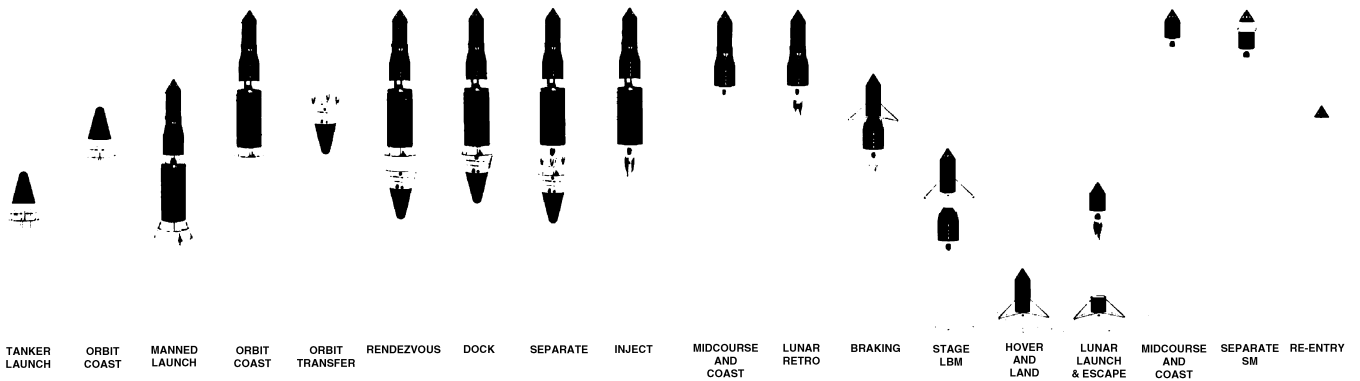 TANKER
LAUNCH
ORBIT
COAST
MANNED
LAUNCH
ORBIT
COAST
ORBIT
TRANSFER
RENDEZVOUS
DOCK
SEPARATE
INJECT
MIDCOURSE
AND
COAST
LUNAR
RETRO
BRAKING
STAGE
LBM
HOVER
AND
LAND
LUNAR
LAUNCH
& ESCAPE
MIDCOURSE
AND
COAST
SEPARATE
SM
RE-ENTRY